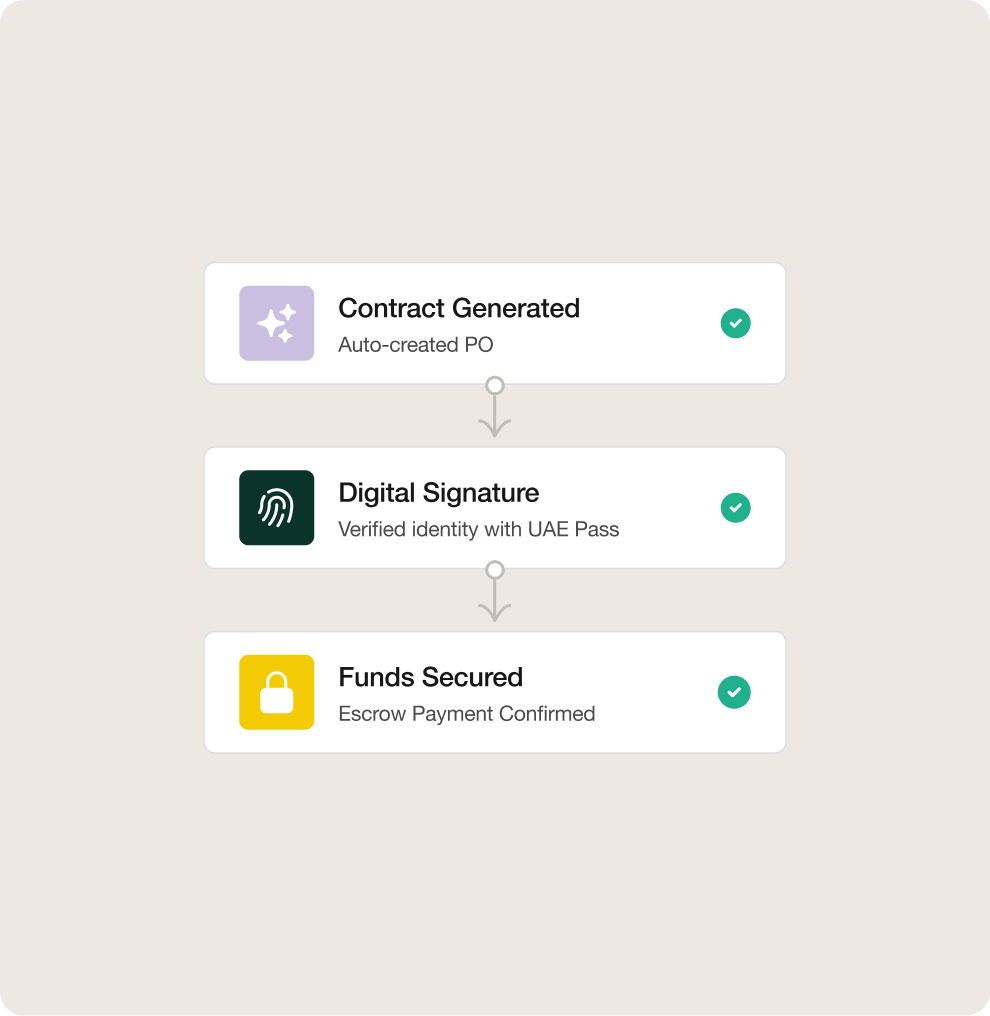 Contract Generated
Auto-created PO
Digital Signature
Verified identity with UAE Pass
Funds Secured
Escrow Payment Confirmed